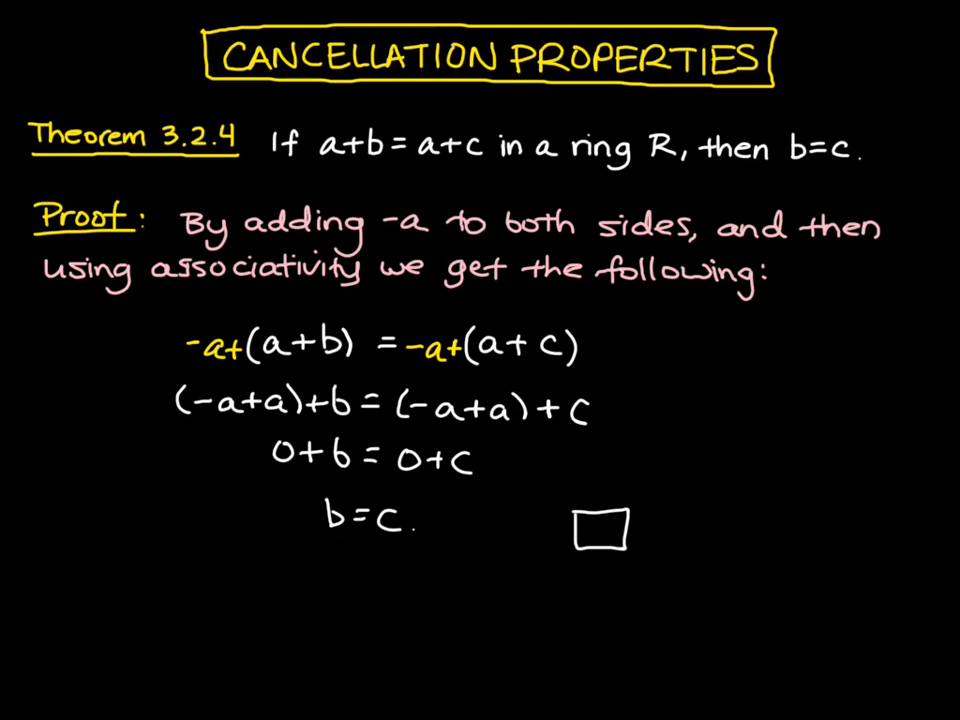 CANCELLATION PROPERTIES
Theorem 3.2.4 If a+b=a+c in a ring R, then b=c.
Proof: By adding -a to both sides, and then
using associativity we get the following:
-a+(a+b) = -a+(a+c)
(-a+a)+b = (-a+a)+c
0+b = 0+c
b=c.